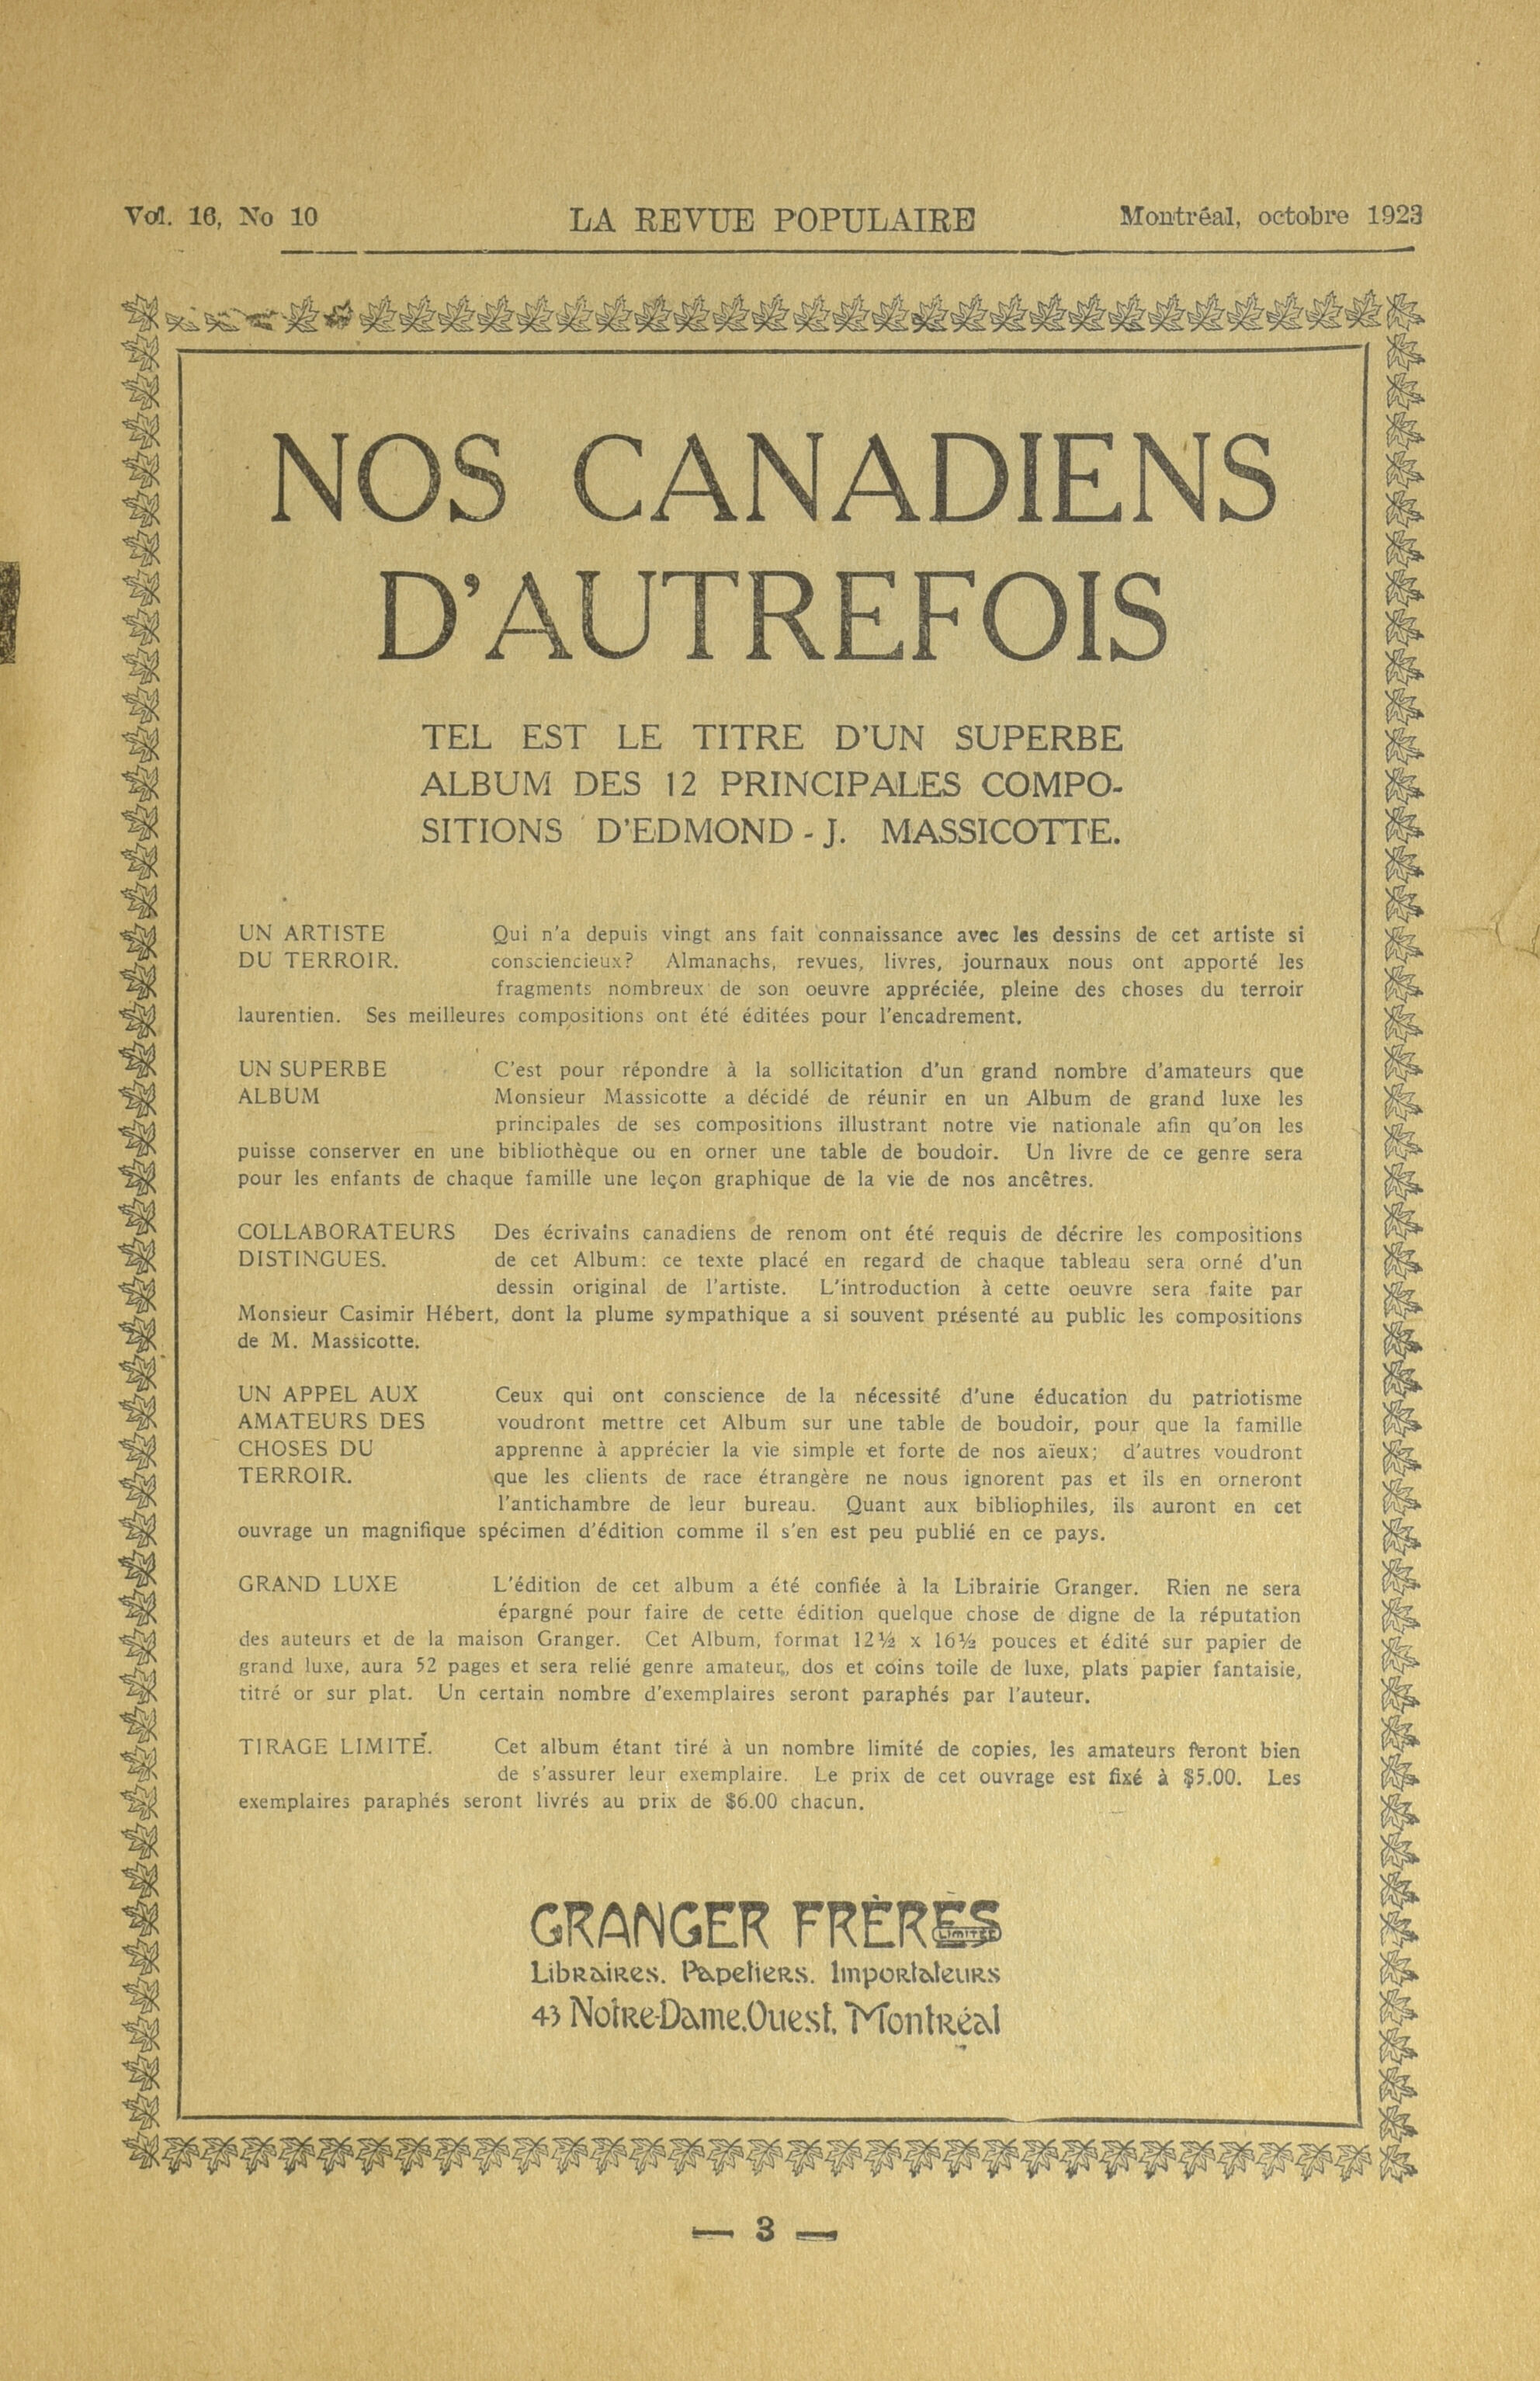 Vol. 16, No 10 LA REVUE POPULAIRE Montréal, octobre 1923
NOS CANADIENS
D'AUTREFOIS
TEL EST LE TITRE D'UN SUPERBE
ALBUM DES 12 PRINCIPALES COMPO-
SITIONS D'EDMOND - J. MASSICOTTE.
UN ARTISTE Qui n'a depuis vingt ans fait connaissance avec les dessins de cet artiste si
DU TERROIR. consciencieux? Almanachs, revues, livres, journaux nous ont apporté les
fragments nombreux de son oeuvre appréciée, pleine des choses du terroir
laurentien. Ses meilleures compositions ont été éditées pour l'encadrement.
UN SUPERBE C'est pour répondre à la sollicitation d'un grand nombre d'amateurs que
ALBUM Monsieur Massicotte a décidé de réunir en un Album de grand luxe les
principales de ses compositions illustrant notre vie nationale afin qu'on les
puisse conserver en une bibliothèque ou en orner une table de boudoir. Un livre de ce genre sera
pour les enfants de chaque famille une leçon graphique de la vie de nos ancêtres.
COLLABORATEURS Des écrivains canadiens de renom ont été requis de décrire les compositions
DISTINGUES. de cet Album: ce texte placé en regard de chaque tableau sera orné d'un
dessin original de l'artiste. L'introduction à cette oeuvre sera faite par
Monsieur Casimir Hébert, dont la plume sympathique a si souvent présenté au public les compositions
de M. Massicotte.
UN APPEL AUX Ceux qui ont conscience de la nécessité d'une éducation du patriotisme
AMATEURS DES voudront mettre cet Album sur une table de boudoir, pour que la famille
CHOSES DU apprenne à apprécier la vie simple et forte de nos aïeux; d'autres voudront
TERROIR. que les clients de race étrangère ne nous ignorent pas et ils en orneront
l'antichambre de leur bureau. Quant aux bibliophiles, ils auront en cet
ouvrage un magnifique spécimen d'édition comme il s'en est peu publié en ce pays.
GRAND LUXE L'édition de cet album a été confiée à la Librairie Granger. Rien ne sera
épargné pour faire de cette édition quelque chose de digne de la réputation
des auteurs et de la maison Granger. Cet Album, format 12½ x 16½ pouces et édité sur papier de
grand luxe, aura 52 pages et sera relié genre amateur, dos et coins toile de luxe, plats papier fantaisie,
titré or sur plat. Un certain nombre d'exemplaires seront paraphés par l'auteur.
TIRAGE LIMITÉ. Cet album étant tiré à un nombre limité de copies, les amateurs feront bien
de s'assurer leur exemplaire. Le prix de cet ouvrage est fixé à $5.00. Les
exemplaires paraphés seront livrés au prix de $6.00 chacun.
GRANGER FRÈRES
LIMITÉE
Libraires. Papetiers. Importateurs
43 Notre-Dame.Ouest. Montréal
— 3 —